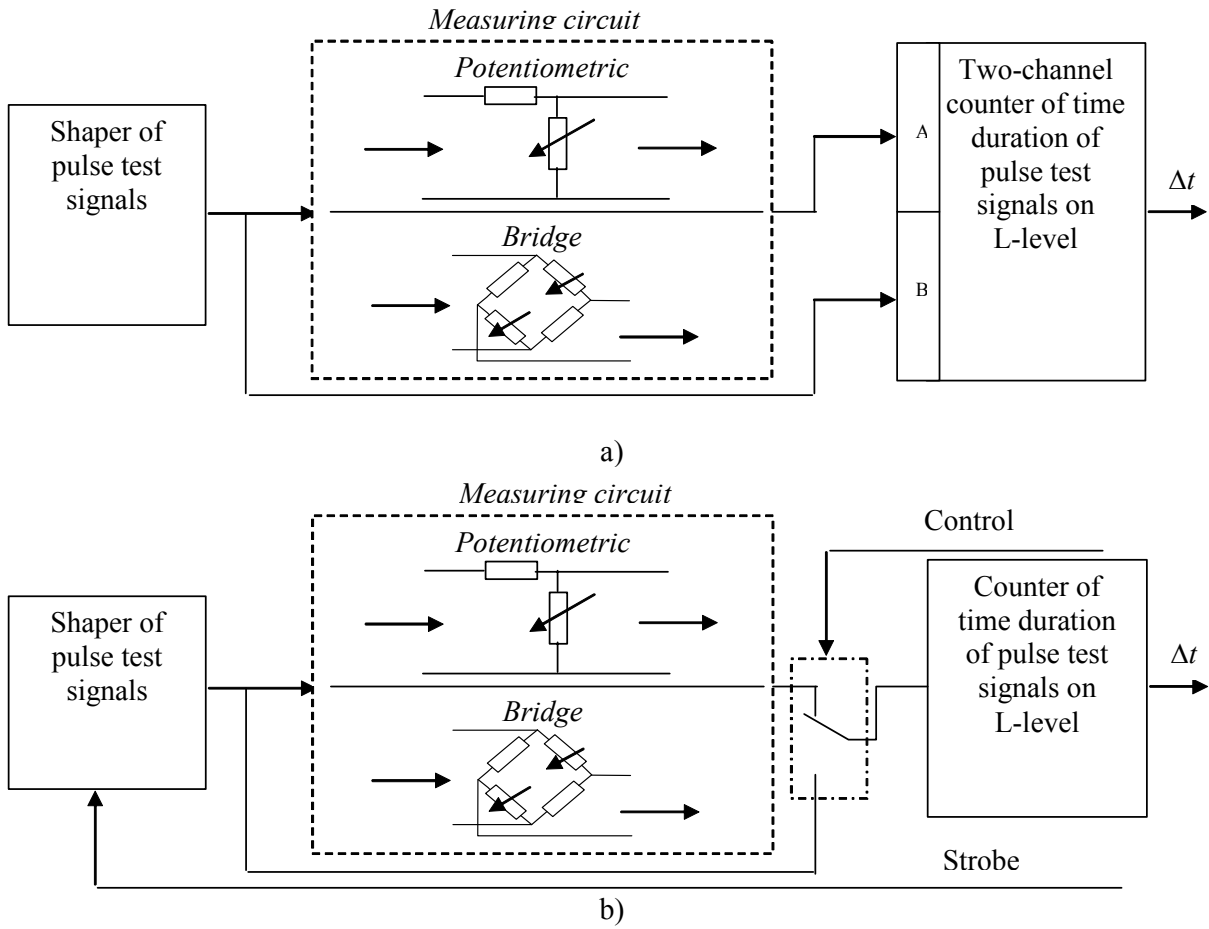 Measuring circuit
Potentiometric
Shaper of
pulse test
signals
Bridge
A
B
Two-channel
counter of time
duration of
pulse test
signals on
L-level
Δt
a)
Measuring circuit
Potentiometric
Shaper of
pulse test
signals
Bridge
Control
Counter of
time duration
of pulse test
signals on
L-level
Δt
Strobe
b)